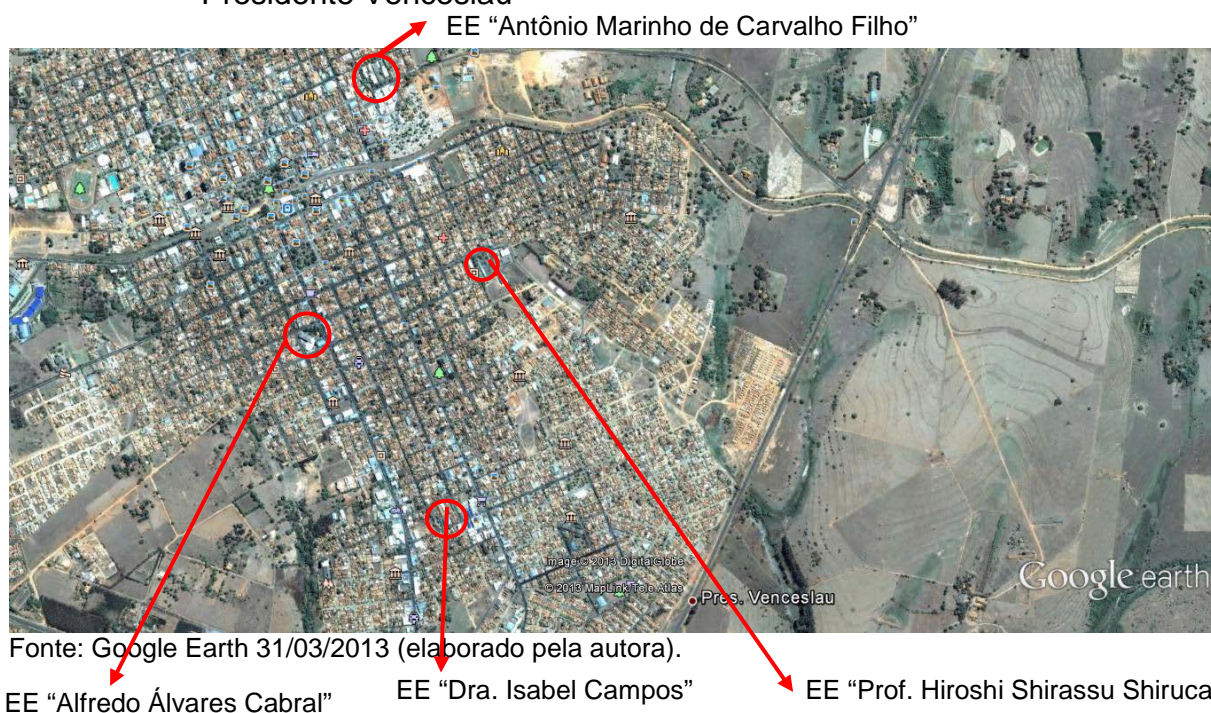 Presidente Venceslau
EE “Antônio Marinho de Carvalho Filho”
Image © 2013 DigitalGlobe
© 2013 MapLink/Tele Atlas
Pres. Venceslau
Google earth
Fonte: Google Earth 31/03/2013 (elaborado pela autora).
EE “Alfredo Álvares Cabral”
EE “Dra. Isabel Campos”
EE “Prof. Hiroshi Shirassu Shiruca